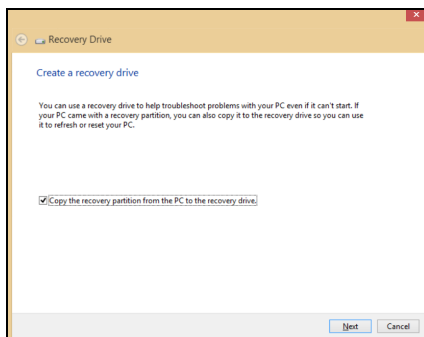 Recovery Drive
Create a recovery drive
You can use a recovery drive to help troubleshoot problems with your PC even if it can't start. If
your PC came with a recovery partition, you can also copy it to the recovery drive so you can use
it to refresh or reset your PC.
Copy the recovery partition from the PC to the recovery drive.
Next Cancel